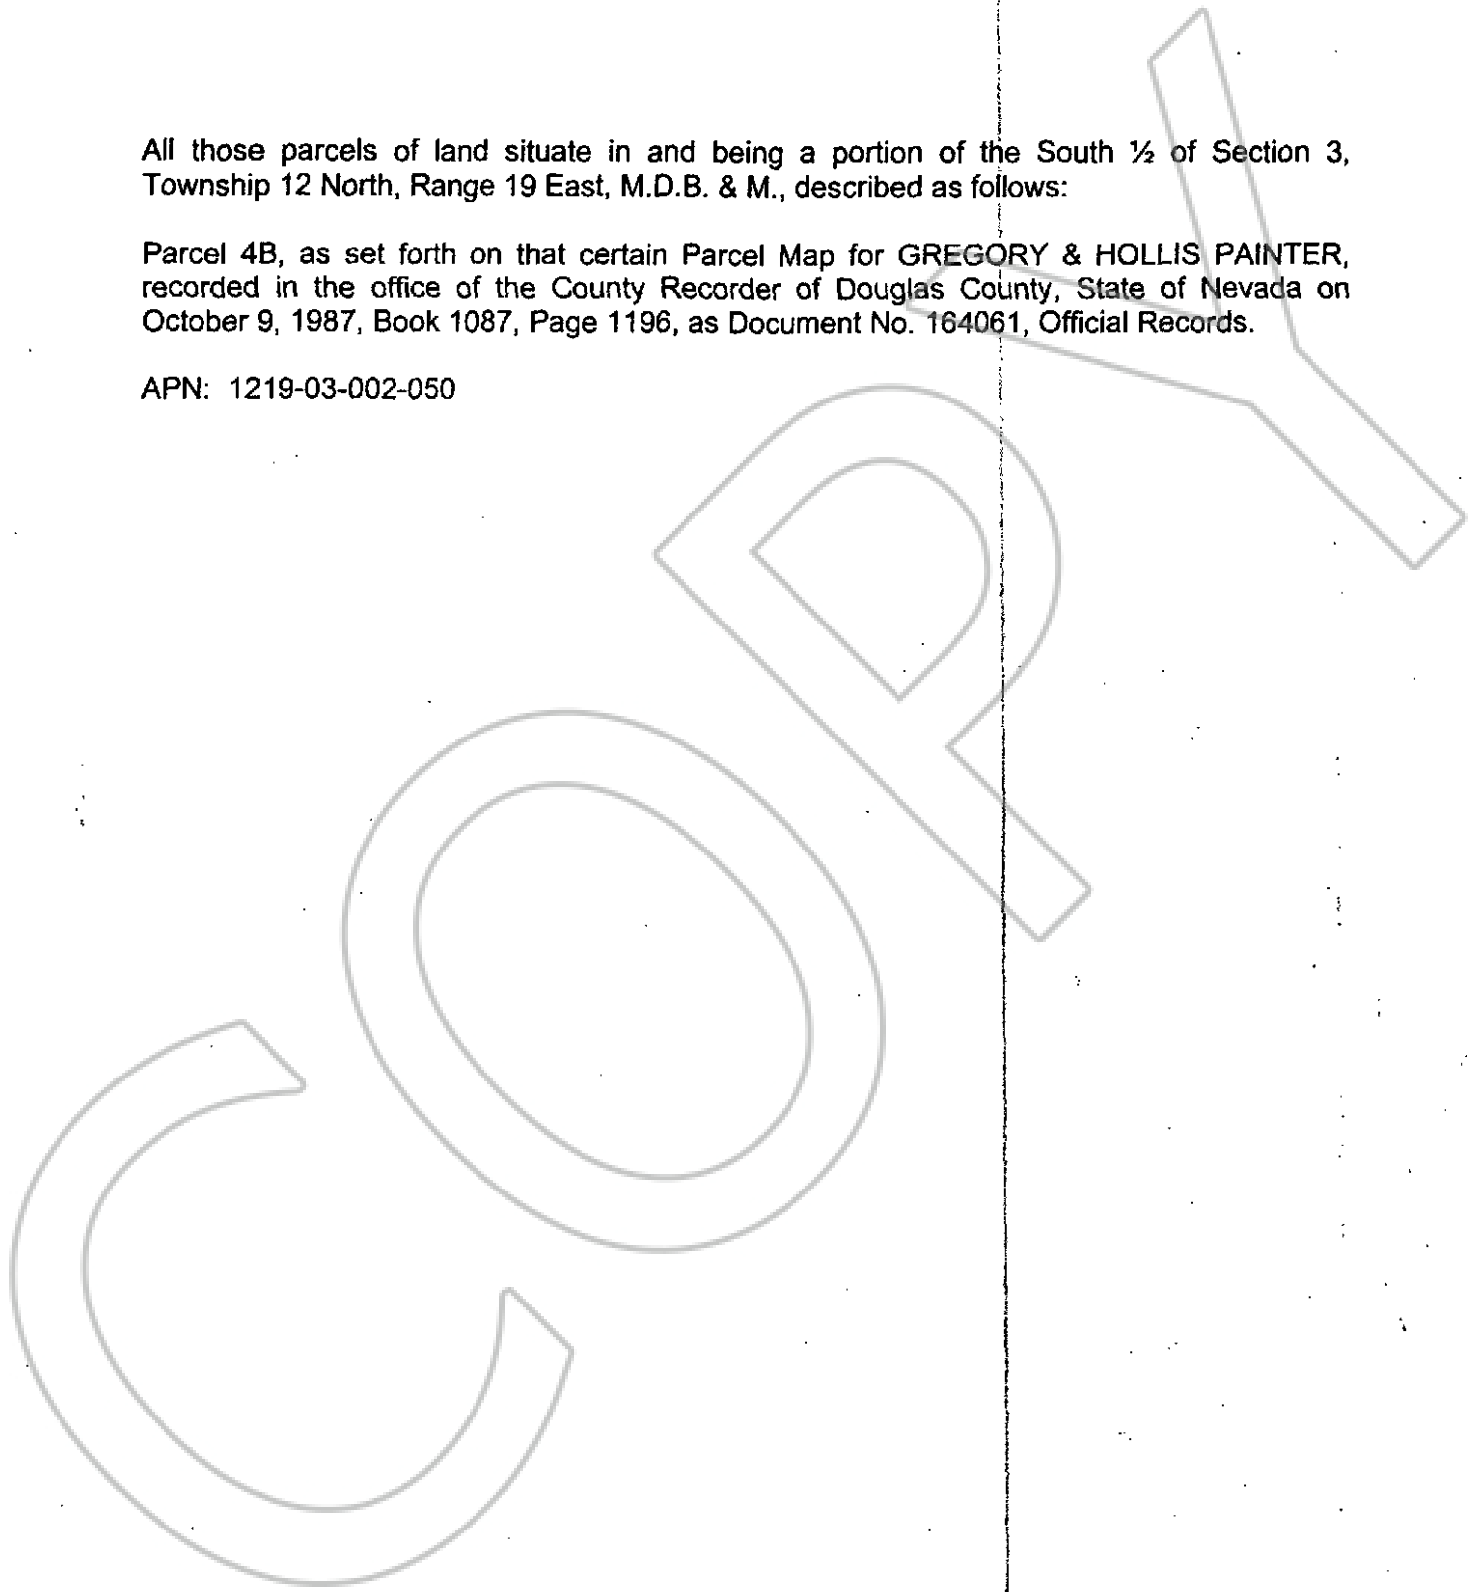 All those parcels of land situate in and being a portion of the South ½ of Section 3,
Township 12 North, Range 19 East, M.D.B. & M., described as follows:
Parcel 4B, as set forth on that certain Parcel Map for GREGORY & HOLLIS PAINTER,
recorded in the office of the County Recorder of Douglas County, State of Nevada on
October 9, 1987, Book 1087, Page 1196, as Document No. 164061, Official Records.
APN: 1219-03-002-050
COPY